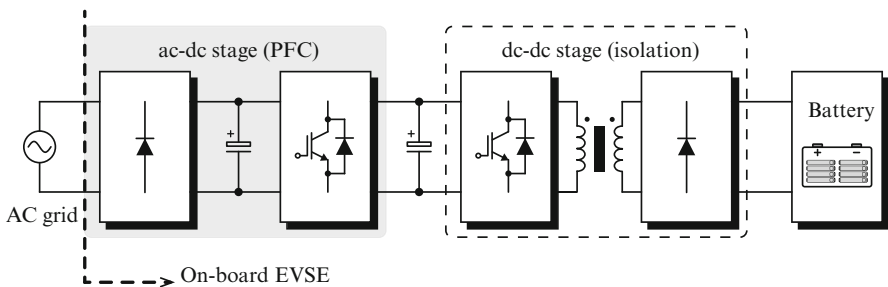 ac-dc stage (PFC)
dc-dc stage (isolation)
+
+
Battery
+ −
AC grid
On-board EVSE